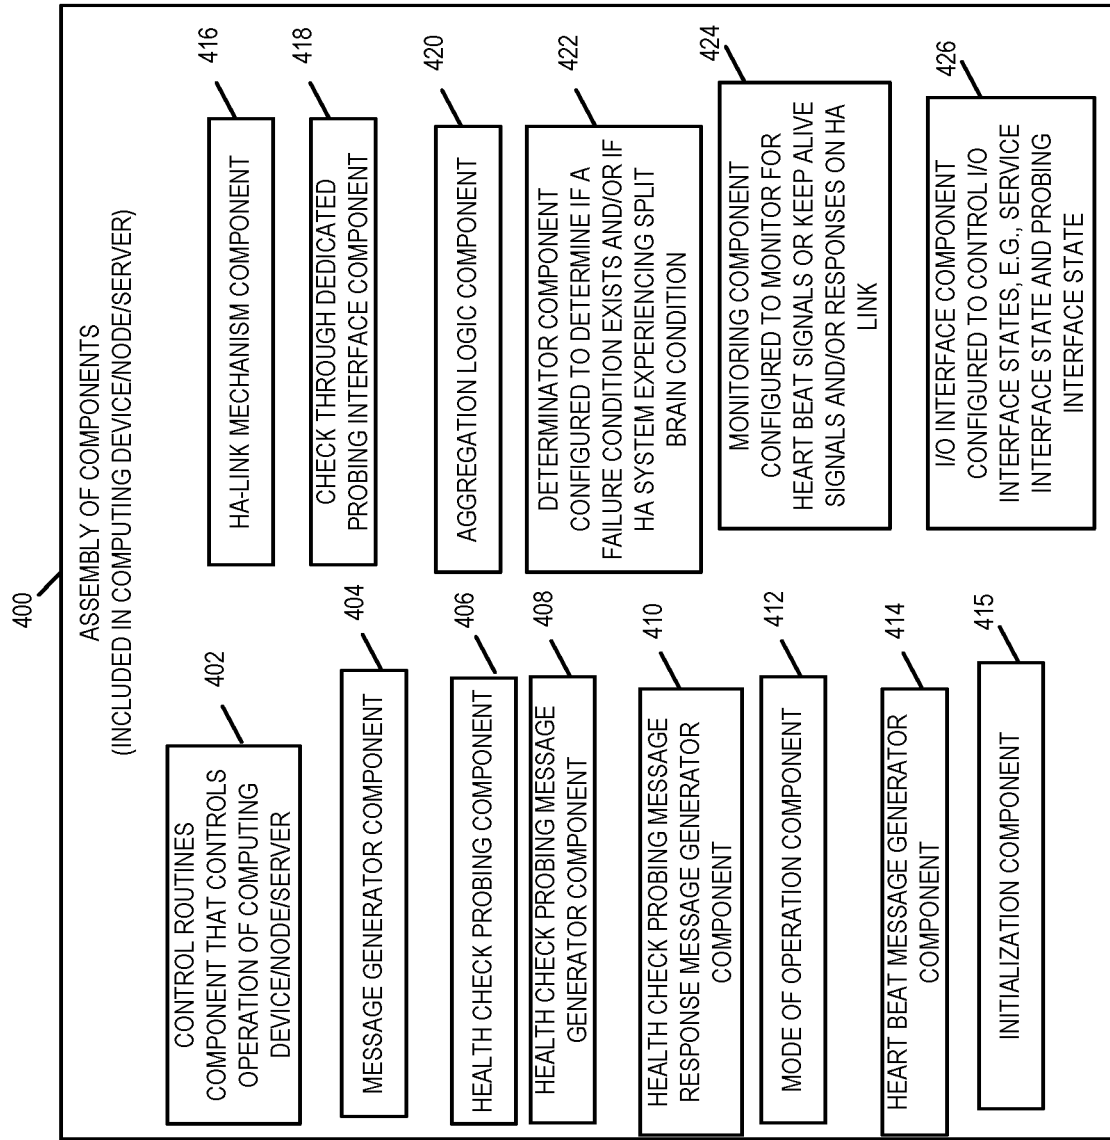 400
ASSEMBLY OF COMPONENTS
(INCLUDED IN COMPUTING DEVICE/NODE/SERVER)
402
CONTROL ROUTINES
COMPONENT THAT CONTROLS
OPERATION OF COMPUTING
DEVICE/NODE/SERVER
404
MESSAGE GENERATOR COMPONENT
406
HEALTH CHECK PROBING COMPONENT
408
HEALTH CHECK PROBING MESSAGE
GENERATOR COMPONENT
410
HEALTH CHECK PROBING MESSAGE
RESPONSE MESSAGE GENERATOR
COMPONENT
412
MODE OF OPERATION COMPONENT
414
HEART BEAT MESSAGE GENERATOR
COMPONENT
415
INITIALIZATION COMPONENT
416
HA-LINK MECHANISM COMPONENT
418
CHECK THROUGH DEDICATED
PROBING INTERFACE COMPONENT
420
AGGREGATION LOGIC COMPONENT
422
DETERMINATOR COMPONENT
CONFIGURED TO DETERMINE IF A
FAILURE CONDITION EXISTS AND/OR IF
HA SYSTEM EXPERIENCING SPLIT
BRAIN CONDITION
424
MONITORING COMPONENT
CONFIGURED TO MONITOR FOR
HEART BEAT SIGNALS OR KEEP ALIVE
SIGNALS AND/OR RESPONSES ON HA
LINK
426
I/O INTERFACE COMPONENT
CONFIGURED TO CONTROL I/O
INTERFACE STATES, E.G., SERVICE
INTERFACE STATE AND PROBING
INTERFACE STATE